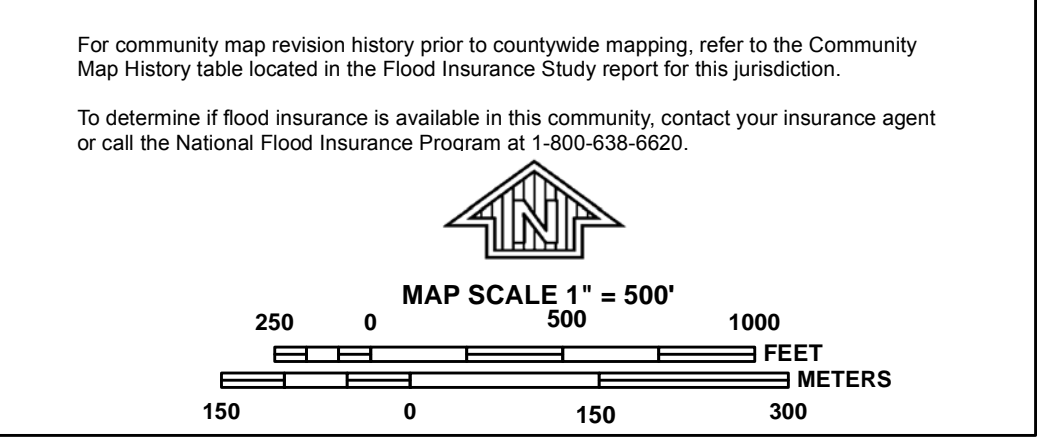 For community map revision history prior to countywide mapping, refer to the Community
Map History table located in the Flood Insurance Study report for this jurisdiction.
To determine if flood insurance is available in this community, contact your insurance agent
or call the National Flood Insurance Program at 1-800-638-6620.
N
MAP SCALE 1" = 500'
250 0 500 1000
FEET
METERS
150 0 150 300